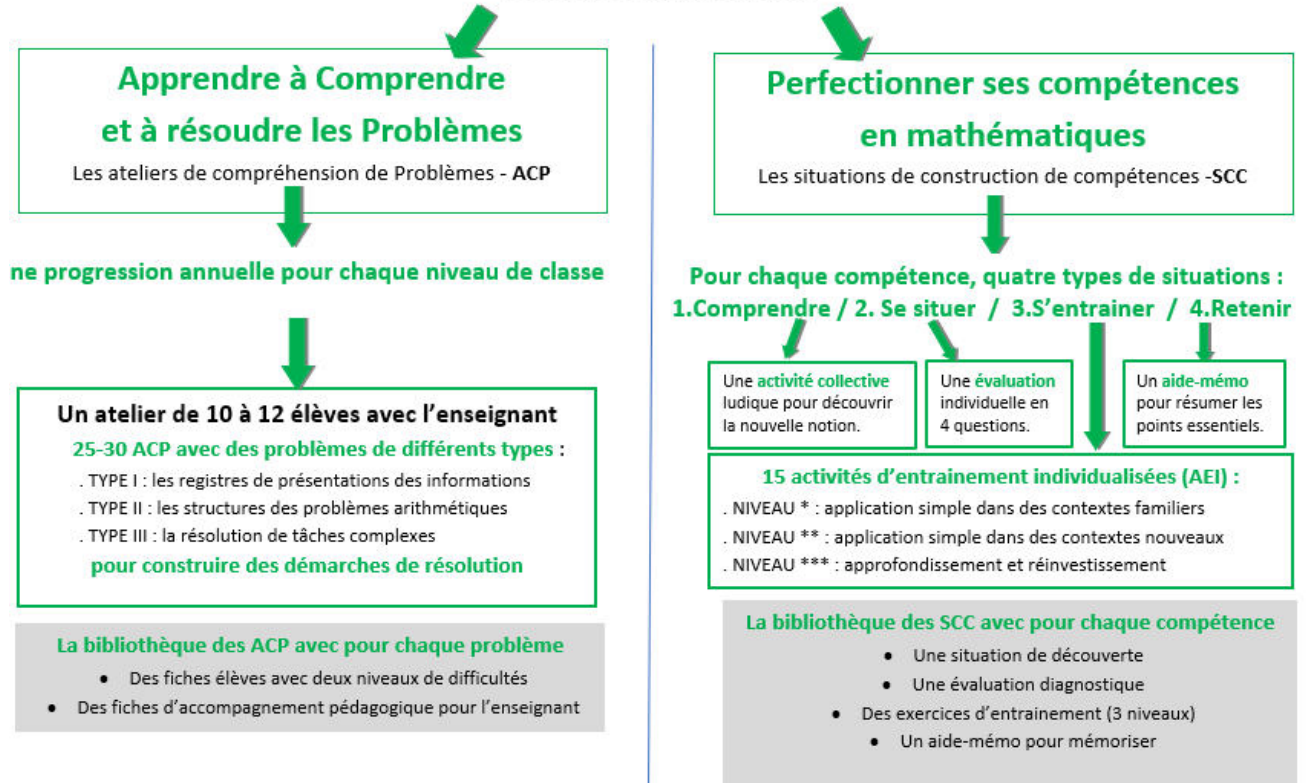 Apprendre à Comprendre
et à résoudre les Problèmes
Les ateliers de compréhension de Problèmes - ACP
ne progression annuelle pour chaque niveau de classe
Un atelier de 10 à 12 élèves avec l'enseignant
25-30 ACP avec des problèmes de différents types :
. TYPE I : les registres de présentations des informations
. TYPE II : les structures des problèmes arithmétiques
. TYPE III : la résolution de tâches complexes
pour construire des démarches de résolution
La bibliothèque des ACP avec pour chaque problème
• Des fiches élèves avec deux niveaux de difficultés
• Des fiches d'accompagnement pédagogique pour l'enseignant
Perfectionner ses compétences
en mathématiques
Les situations de construction de compétences -SCC
Pour chaque compétence, quatre types de situations :
1.Comprendre / 2. Se situer / 3.S'entrainer / 4.Retenir
Une activité collective
ludique pour découvrir
la nouvelle notion.
Une évaluation
individuelle en
4 questions.
Un aide-mémo
pour résumer les
points essentiels.
15 activités d'entrainement individualisées (AEI) :
. NIVEAU * : application simple dans des contextes familiers
. NIVEAU ** : application simple dans des contextes nouveaux
. NIVEAU *** : approfondissement et réinvestissement
La bibliothèque des SCC avec pour chaque compétence
• Une situation de découverte
• Une évaluation diagnostique
• Des exercices d'entrainement (3 niveaux)
• Un aide-mémo pour mémoriser